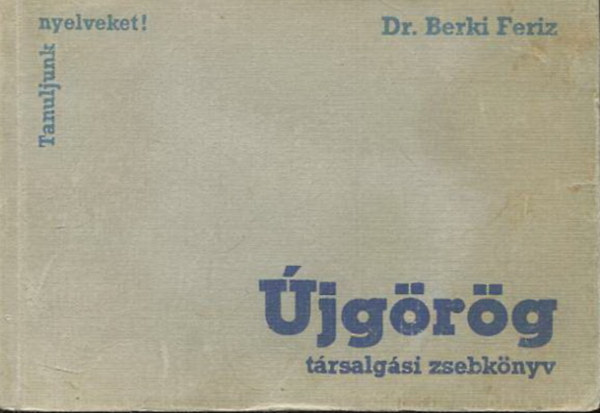 Tanuljunk nyelveket!
Dr. Berki Feriz
Újgörög
társalgási zsebkönyv